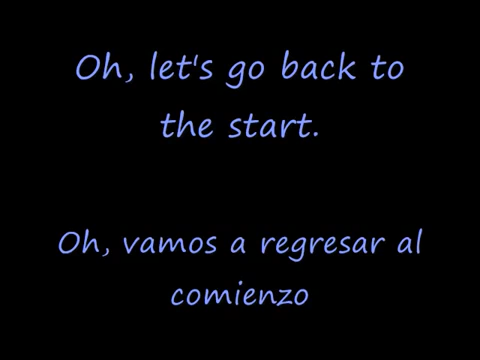 Oh, let's go back to
the start.
Oh, vamos a regresar al
comienzo